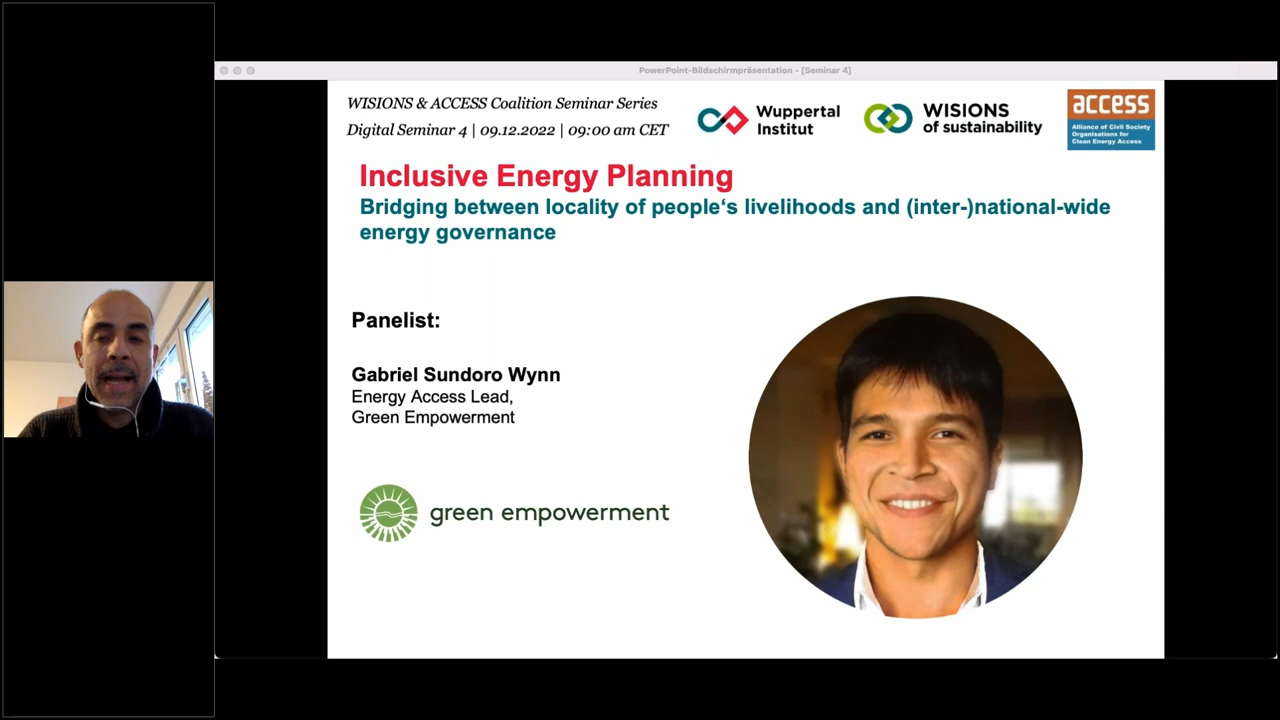 PowerPoint-Bildschirmpräsentation - [Seminar 4]
WISIONS & ACCESS Coalition Seminar Series
Digital Seminar 4 | 09.12.2022 | 09:00 am CET
Wuppertal
Institut
WISIONS
of sustainability
access
Alliance of Civil Society
Organisations for
Clean Energy Access
Inclusive Energy Planning
Bridging between locality of people‘s livelihoods and (inter-)national-wide
energy governance
Panelist:
Gabriel Sundoro Wynn
Energy Access Lead,
Green Empowerment
green empowerment